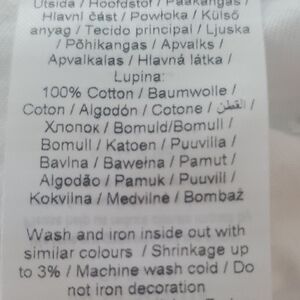 Utsida / Hoofdstof / Pääkangas /
Hlavní část / Powłoka / Külső
anyag / Tecido principal / Ljuska
/ Põhikangas / Apvalks /
Apvalkalas / Hlavná látka /
Lupina:
100% Cotton / Baumwolle /
Coton / Algodón / Cotone / القطن /
Хлопок / Bomuld/Bomull /
Bomull / Katoen / Puuvilla /
Bavlna / Bawełna / Pamut /
Algodão / Pamuk / Puuvill /
Kokvilna / Medvilnė / Bombaž
Wash and iron inside out with
similar colours / Shrinkage up
to 3% / Machine wash cold / Do
not iron decoration